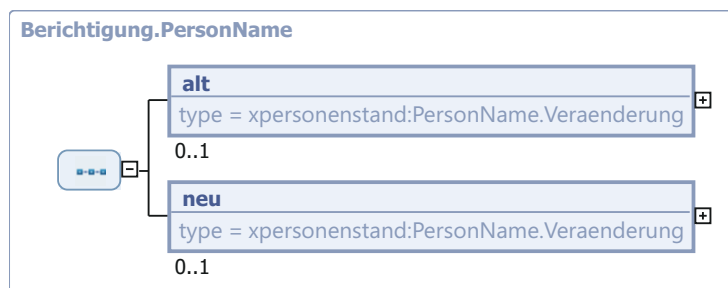 Berichtigung.PersonName
alt
type = xpersonenstand:PersonName.Veraenderung
0..1
neu
type = xpersonenstand:PersonName.Veraenderung
0..1